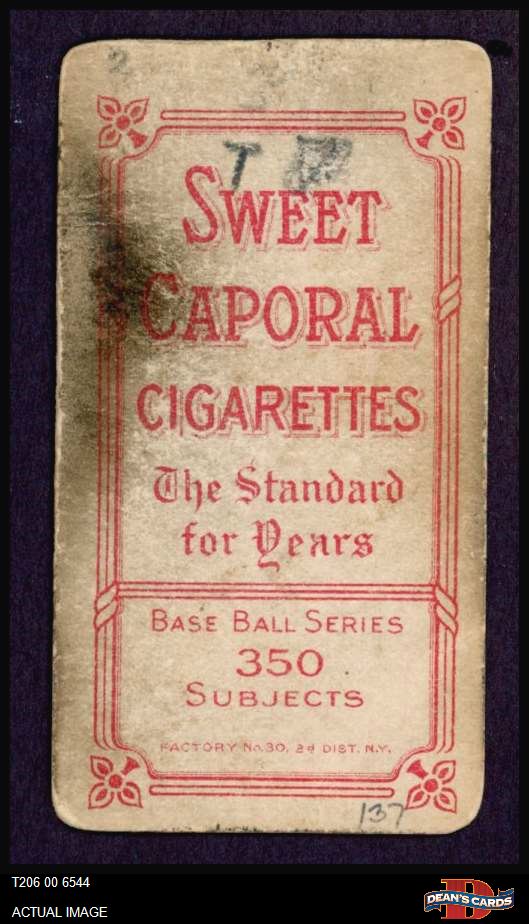 2
T
SWEET
CAPORAL
CIGARETTES
The Standard
for Years
BASE BALL SERIES
350
SUBJECTS
FACTORY No. 30, 2d DIST. N.Y.
137
T206 00 6544
ACTUAL IMAGE
DEAN'S CARDS